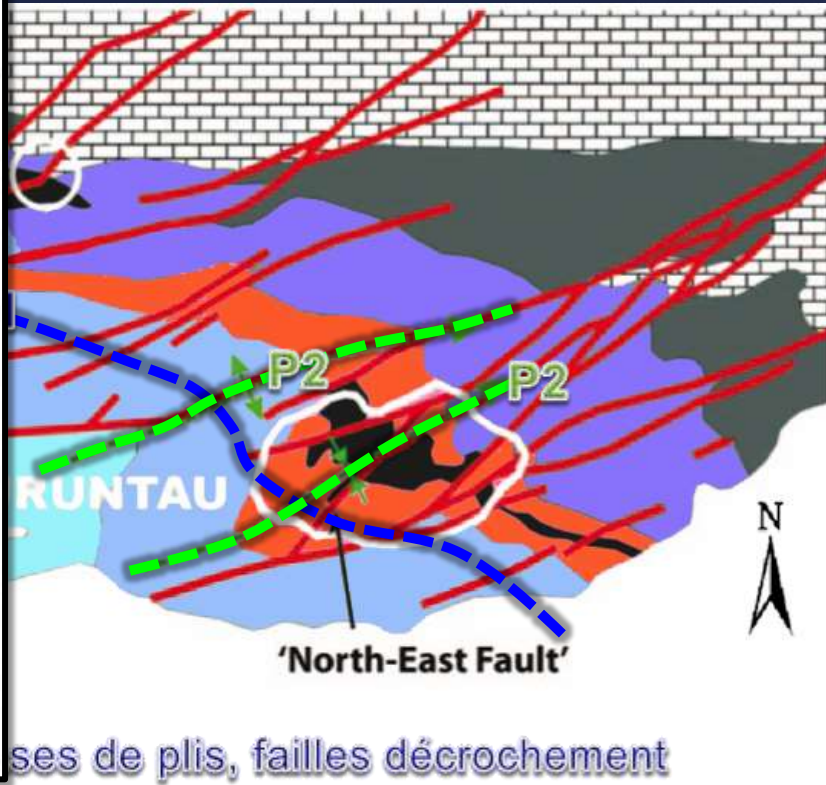 P2
P2
RUNTAU
N
'North-East Fault'
ses de plis, failles décrochement